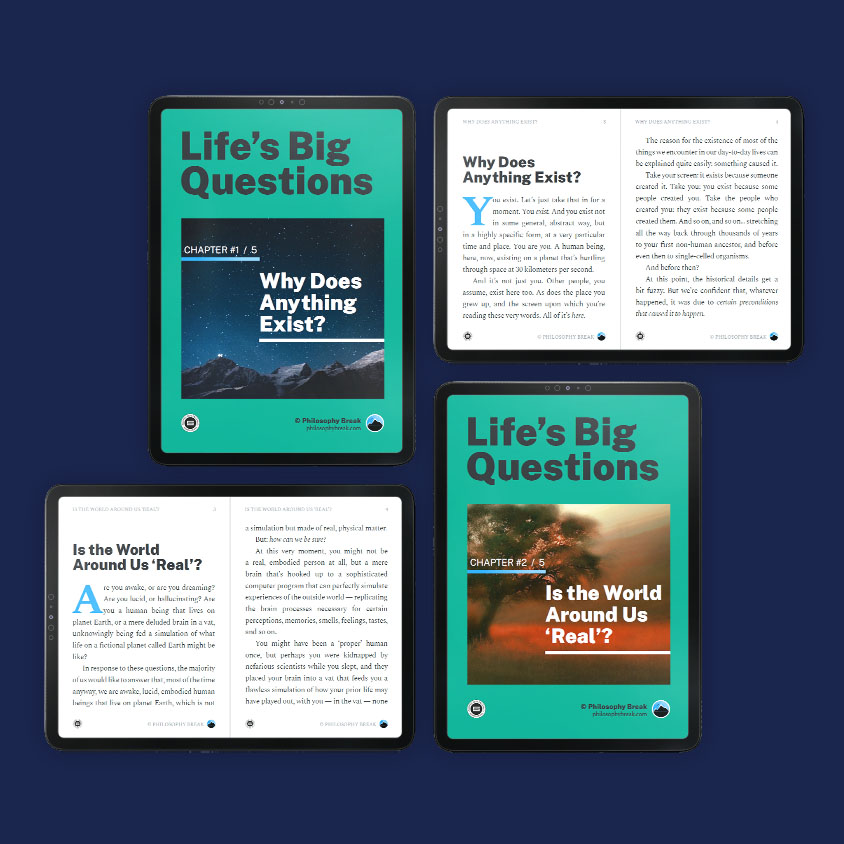 Life's Big
Questions
CHAPTER #1 / 5
Why Does
Anything
Exist?
© Philosophy Break
philosophybreak.com
WHY DOES ANYTHING EXIST?
3
Why Does
Anything Exist?
You exist. Let's just take that in for a
moment. You exist. And you exist not
in some general, abstract way, but
in a highly specific form, at a very particular
time and place. You are you. A human being,
here, now, existing on a planet that's hurtling
through space at 30 kilometers per second.
And it's not just you. Other people, you
assume, exist here too. As does the place you
grew up, and the screen upon which you're
reading these very words. All of it's here.
© PHILOSOPHY BREAK
WHY DOES ANYTHING EXIST?
4
The reason for the existence of most of the
things we encounter in our day-to-day lives can
be explained quite easily: something caused it.
Take your screen: it exists because someone
created it. Take you: you exist because some
people created you. Take the people who
created you: they exist because some people
created them. And so on, and so on... stretching
all the way back through thousands of years
to your first non-human ancestor, and before
even then to single-celled organisms.
And before then?
At this point, the historical details get a
bit fuzzy. But we're confident that, whatever
happened, it was due to certain preconditions
that caused it to happen.
© PHILOSOPHY BREAK
IS THE WORLD AROUND US 'REAL'?
3
Is the World
Around Us 'Real'?
Are you awake, or are you dreaming?
Are you lucid, or hallucinating? Are
you a human being that lives on
planet Earth, or a mere deluded brain in a vat,
unknowingly being fed a simulation of what
life on a fictional planet called Earth might be
like?
In response to these questions, the majority
of us would like to answer that, most of the time
anyway, we are awake, lucid, embodied human
beings that live on planet Earth, which is not
© PHILOSOPHY BREAK
IS THE WORLD AROUND US 'REAL'?
4
a simulation but made of real, physical matter.
But: how can we be sure?
At this very moment, you might not be
a real, embodied person at all, but a mere
brain that's hooked up to a sophisticated
computer program that can perfectly simulate
experiences of the outside world — replicating
the brain processes necessary for certain
perceptions, memories, smells, feelings, tastes,
and so on.
You might have been a 'proper' human
once, but perhaps you were kidnapped by
nefarious scientists while you slept, and they
placed your brain into a vat that feeds you a
flawless simulation of how your prior life may
have played out, with you — in the vat — none
© PHILOSOPHY BREAK
Life's Big
Questions
CHAPTER #2 / 5
Is the World
Around Us
'Real'?
© Philosophy Break
philosophybreak.com